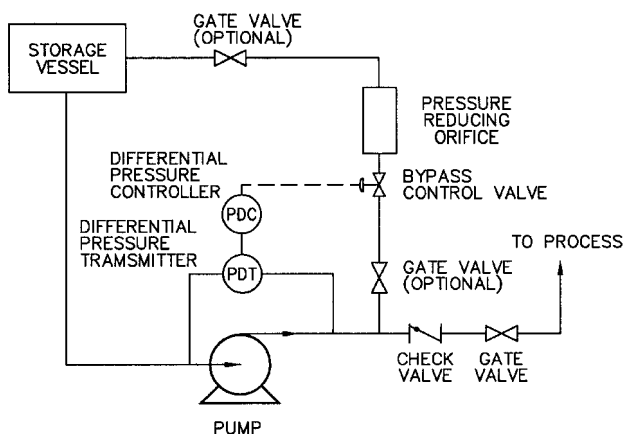 GATE VALVE
(OPTIONAL)
STORAGE
VESSEL
PRESSURE
REDUCING
ORIFICE
DIFFERENTIAL
PRESSURE
CONTROLLER
BYPASS
CONTROL VALVE
PDC
DIFFERENTIAL
PRESSURE
TRAMSMITTER
PDT
GATE VALVE
(OPTIONAL)
TO PROCESS
CHECK
VALVE
GATE
VALVE
PUMP